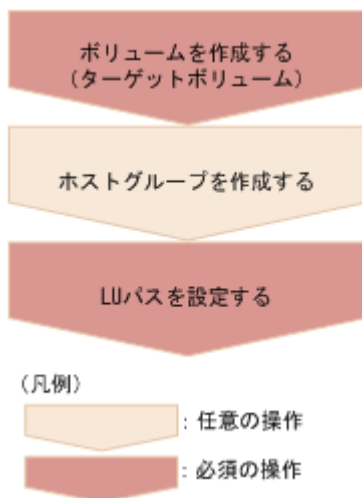 ボリュームを作成する
(ターゲットボリューム)
ホストグループを作成する
LUパスを設定する
(凡例)
: 任意の操作
: 必須の操作